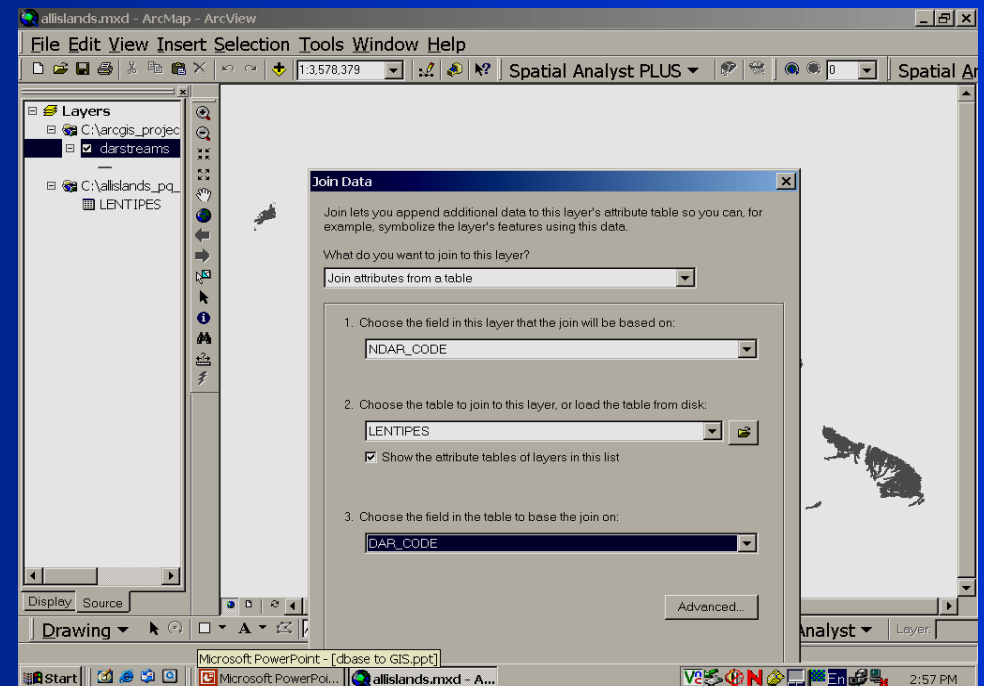 allislands.mxd - ArcMap - ArcView
File Edit View Insert Selection Tools Window Help
1:3,578,379 Spatial Analyst PLUS 0 Spatial
Layers
C:\arcgis_projec
darstreams
C:\allislands_pq_
LENTIPES
Join Data
Join lets you append additional data to this layer's attribute table so you can, for
example, symbolize the layer's features using this data.
What do you want to join to this layer?
Join attributes from a table
1. Choose the field in this layer that the join will be based on:
NDAR_CODE
2. Choose the table to join to this layer, or load the table from disk:
LENTIPES
Show the attribute tables of layers in this list
3. Choose the field in the table to base the join on:
DAR_CODE
Advanced...
Display Source
Drawing A Analyst Layer:
Microsoft PowerPoint - [dbase to GIS.ppt]
Start Microsoft PowerPoi... allislands.mxd - A... En 2:57 PM